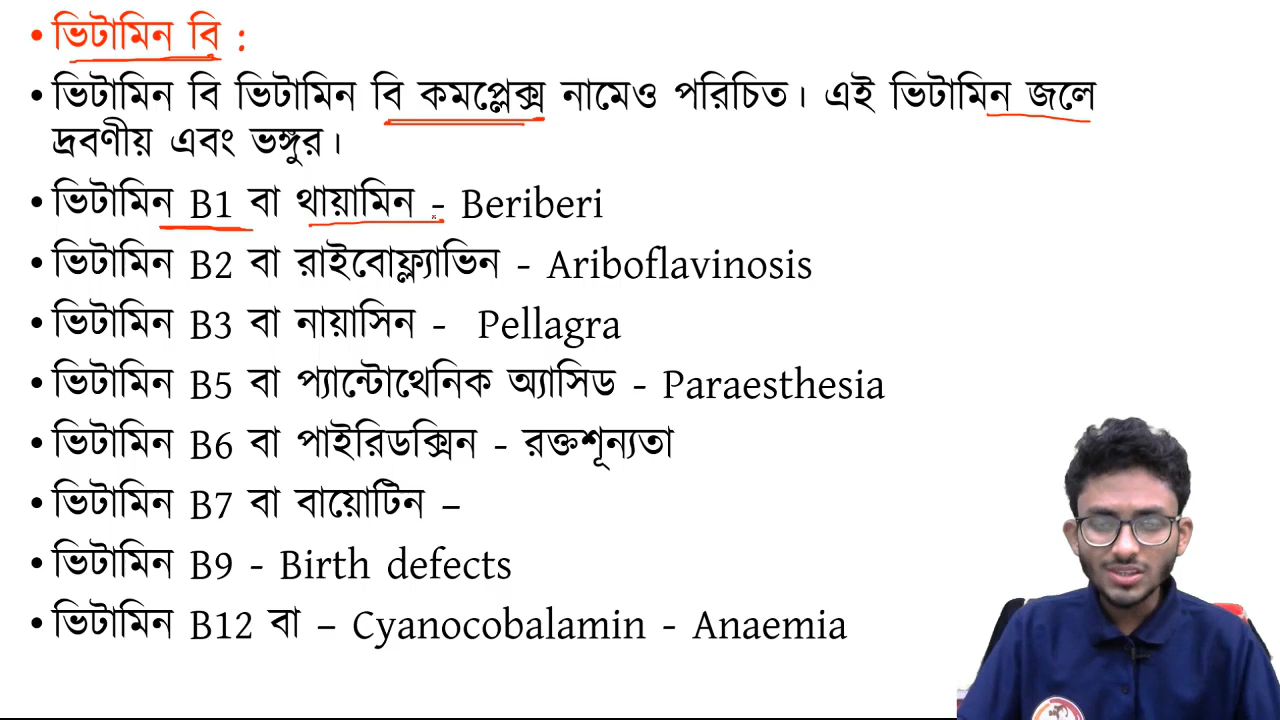 • ভিটামিন বি :
• ভিটামিন বি ভিটামিন বি কমপ্লেক্স নামেও পরিচিত। এই ভিটামিন জলে
দ্রবণীয় এবং ভঙ্গুর।
• ভিটামিন B1 বা থায়ামিন - Beriberi
• ভিটামিন B2 বা রাইবোফ্ল্যাভিন - Ariboflavinosis
• ভিটামিন B3 বা নায়াসিন - Pellagra
• ভিটামিন B5 বা প্যান্টোথেনিক অ্যাসিড - Paraesthesia
• ভিটামিন B6 বা পাইরিডক্সিন - রক্তশূন্যতা
• ভিটামিন B7 বা বায়োটিন –
• ভিটামিন B9 - Birth defects
• ভিটামিন B12 বা – Cyanocobalamin - Anaemia